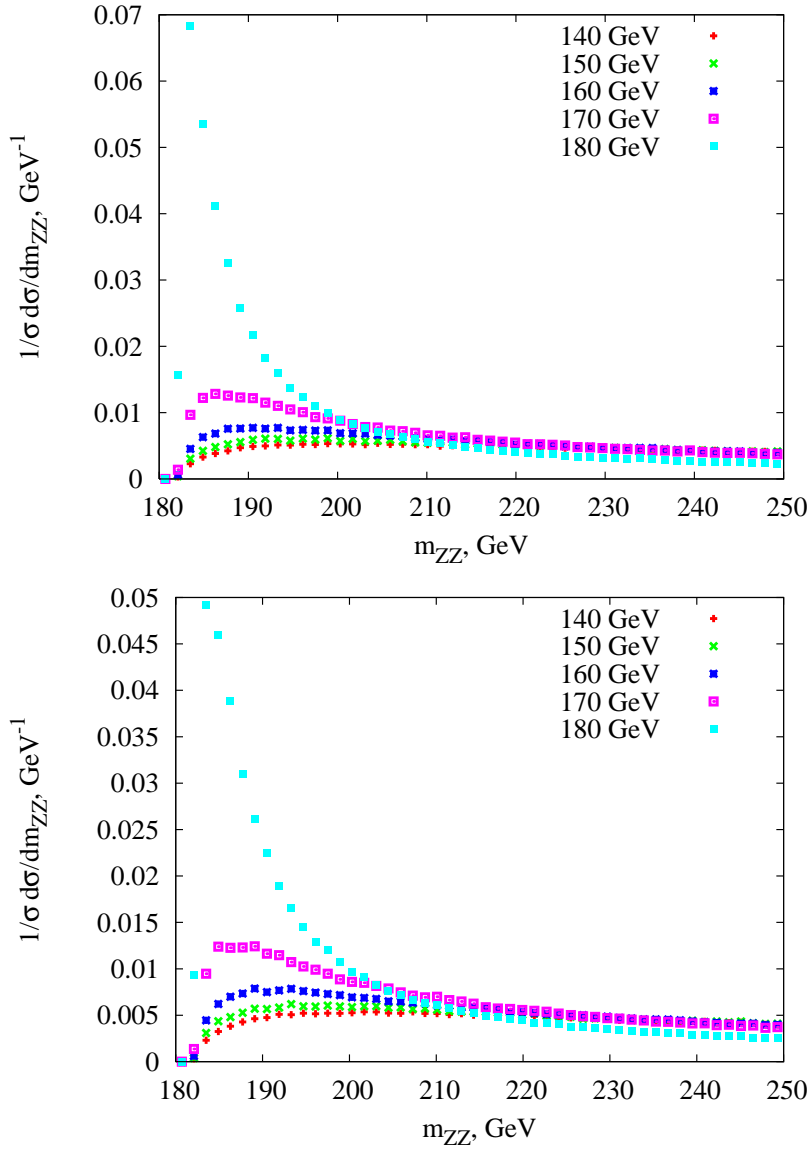 0.07
0.06
0.05
0.04
0.03
0.02
0.01
0
1/σ dσ/dm_ZZ, GeV^-1
140 GeV
150 GeV
160 GeV
170 GeV
180 GeV
180 190 200 210 220 230 240 250
m_ZZ, GeV
0.05
0.045
0.04
0.035
0.03
0.025
0.02
0.015
0.01
0.005
0
1/σ dσ/dm_ZZ, GeV^-1
140 GeV
150 GeV
160 GeV
170 GeV
180 GeV
180 190 200 210 220 230 240 250
m_ZZ, GeV